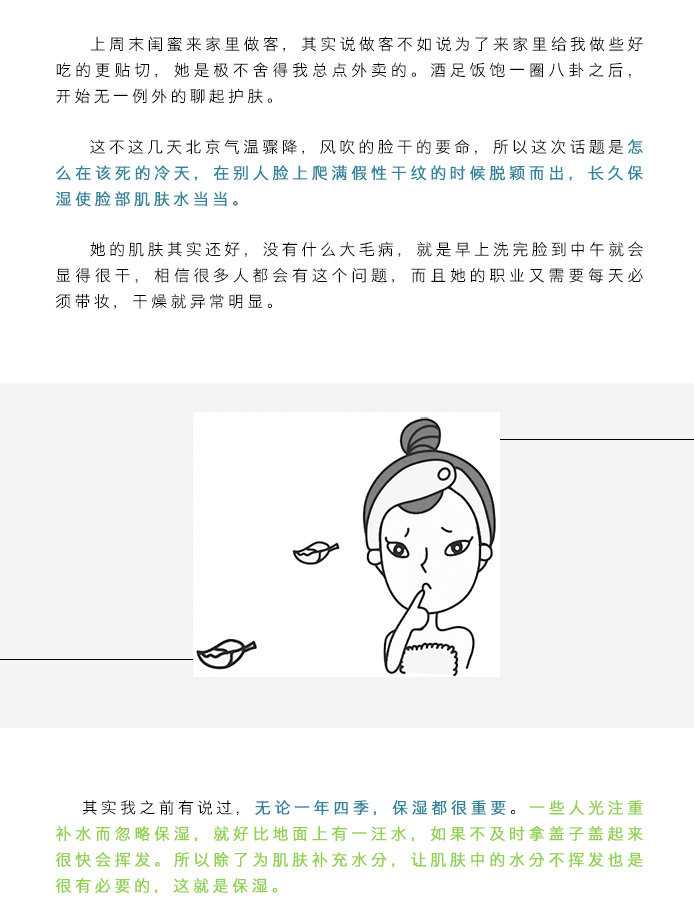 上周末闺蜜来家里做客，其实说做客不如说为了来家里给我做些好
吃的更贴切，她是极不舍得我总点外卖的。酒足饭饱一圈八卦之后，
开始无一例外的聊起护肤。
这不这几天北京气温骤降，风吹的脸干的要命，所以这次话题是怎
么在该死的冷天，在别人脸上爬满假性干纹的时候脱颖而出，长久保
湿使脸部肌肤水当当。
她的肌肤其实还好，没有什么大毛病，就是早上洗完脸到中午就会
显得很干，相信很多人都会有这个问题，而且她的职业又需要每天必
须带妆，干燥就异常明显。
其实我之前有说过，无论一年四季，保湿都很重要。一些人光注重
补水而忽略保湿，就好比地面上有一汪水，如果不及时拿盖子盖起来
很快会挥发。所以除了为肌肤补充水分，让肌肤中的水分不挥发也是
很有必要的，这就是保湿。